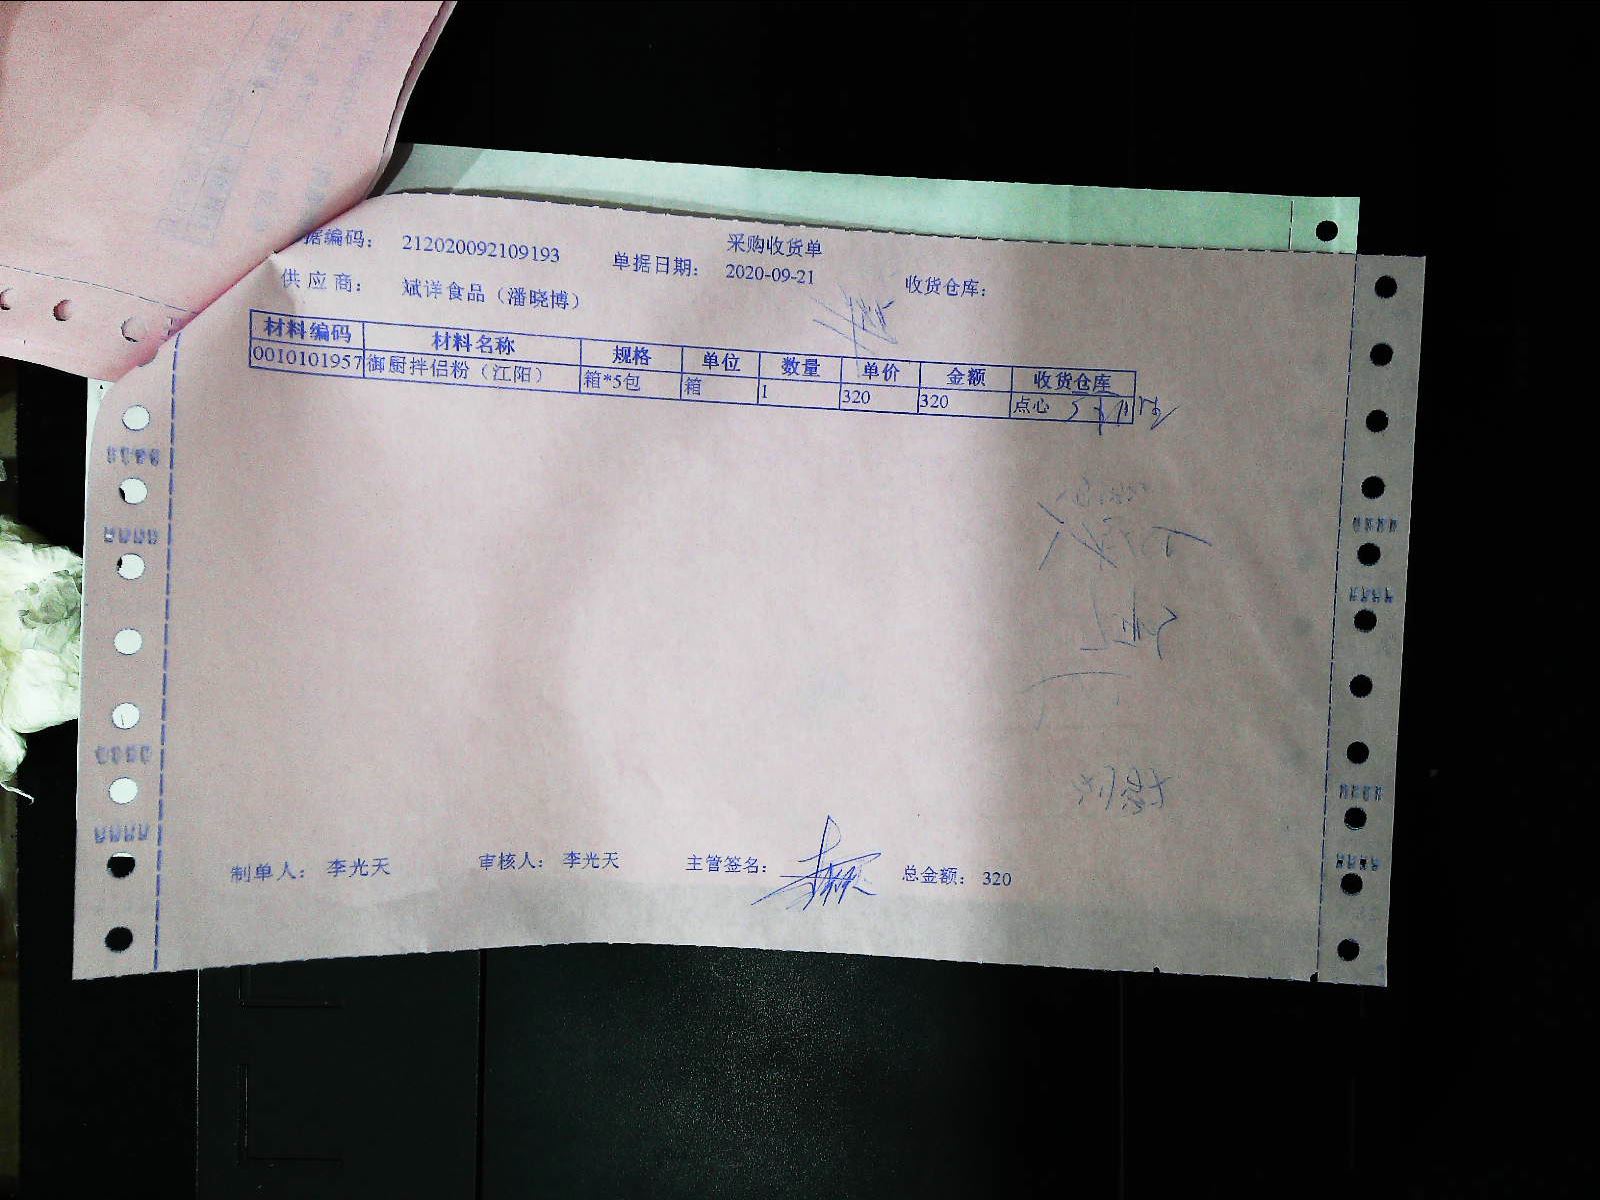 采购收货单
据编码： 212020092109193 单据日期： 2020-09-21 收货仓库：
供应商： 斌详食品（潘晓博）
材料编码 材料名称 规格 单位 数量 单价 金额 收货仓库
0010101957 御厨拌侣粉（江阳） 箱*5包 箱 1 320 320 点心
制单人： 李光天 审核人： 李光天 主管签名： 总金额： 320